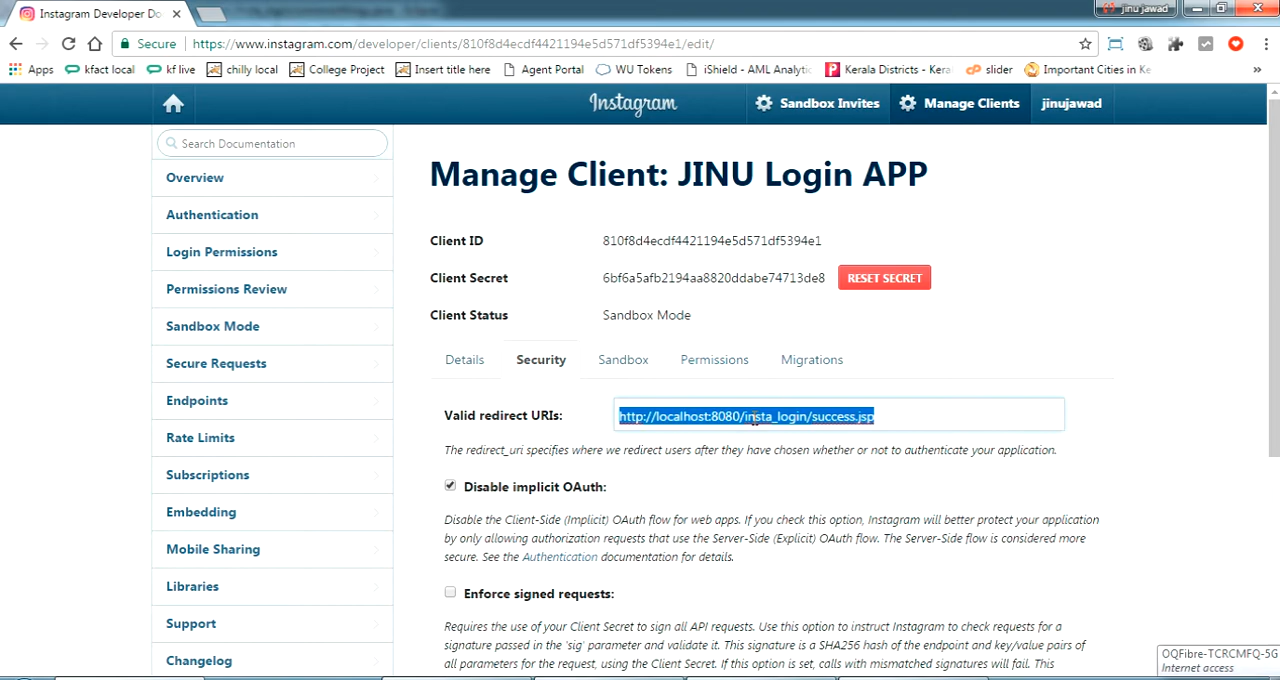 Instagram Developer Do
jinu jawad
Secure
https://www.instagram.com/developer/clients/810f8d4ecdf4421194e5d571df5394e1/edit/
Apps
kfact local
kf live
chilly local
College Project
Insert title here
Agent Portal
WU Tokens
iShield - AML Analytic
Kerala Districts - Kera
slider
Important Cities in Ke
»
Instagram
Sandbox Invites
Manage Clients
jinujawad
Search Documentation
Overview
Authentication
Login Permissions
Permissions Review
Sandbox Mode
Secure Requests
Endpoints
Rate Limits
Subscriptions
Embedding
Mobile Sharing
Libraries
Support
Changelog
Manage Client: JINU Login APP
Client ID 810f8d4ecdf4421194e5d571df5394e1
Client Secret 6bf6a5afb2194aa8820ddabe74713de8 RESET SECRET
Client Status Sandbox Mode
Details Security Sandbox Permissions Migrations
Valid redirect URIs: http://localhost:8080/insta_login/success.jsp
The redirect_uri specifies where we redirect users after they have chosen whether or not to authenticate your application.
Disable implicit OAuth:
Disable the Client-Side (Implicit) OAuth flow for web apps. If you check this option, Instagram will better protect your application
by only allowing authorization requests that use the Server-Side (Explicit) OAuth flow. The Server-Side flow is considered more
secure. See the Authentication documentation for details.
Enforce signed requests:
Requires the use of your Client Secret to sign all API requests. Use this option to instruct Instagram to check requests for a
signature passed in the 'sig' parameter and validate it. This signature is a SHA256 hash of the endpoint and key/value pairs of
all parameters for the request, using the Client Secret. If this option is set, calls with mismatched signatures will fail. This
OQFibre-TCRCMFQ-5G
Internet access